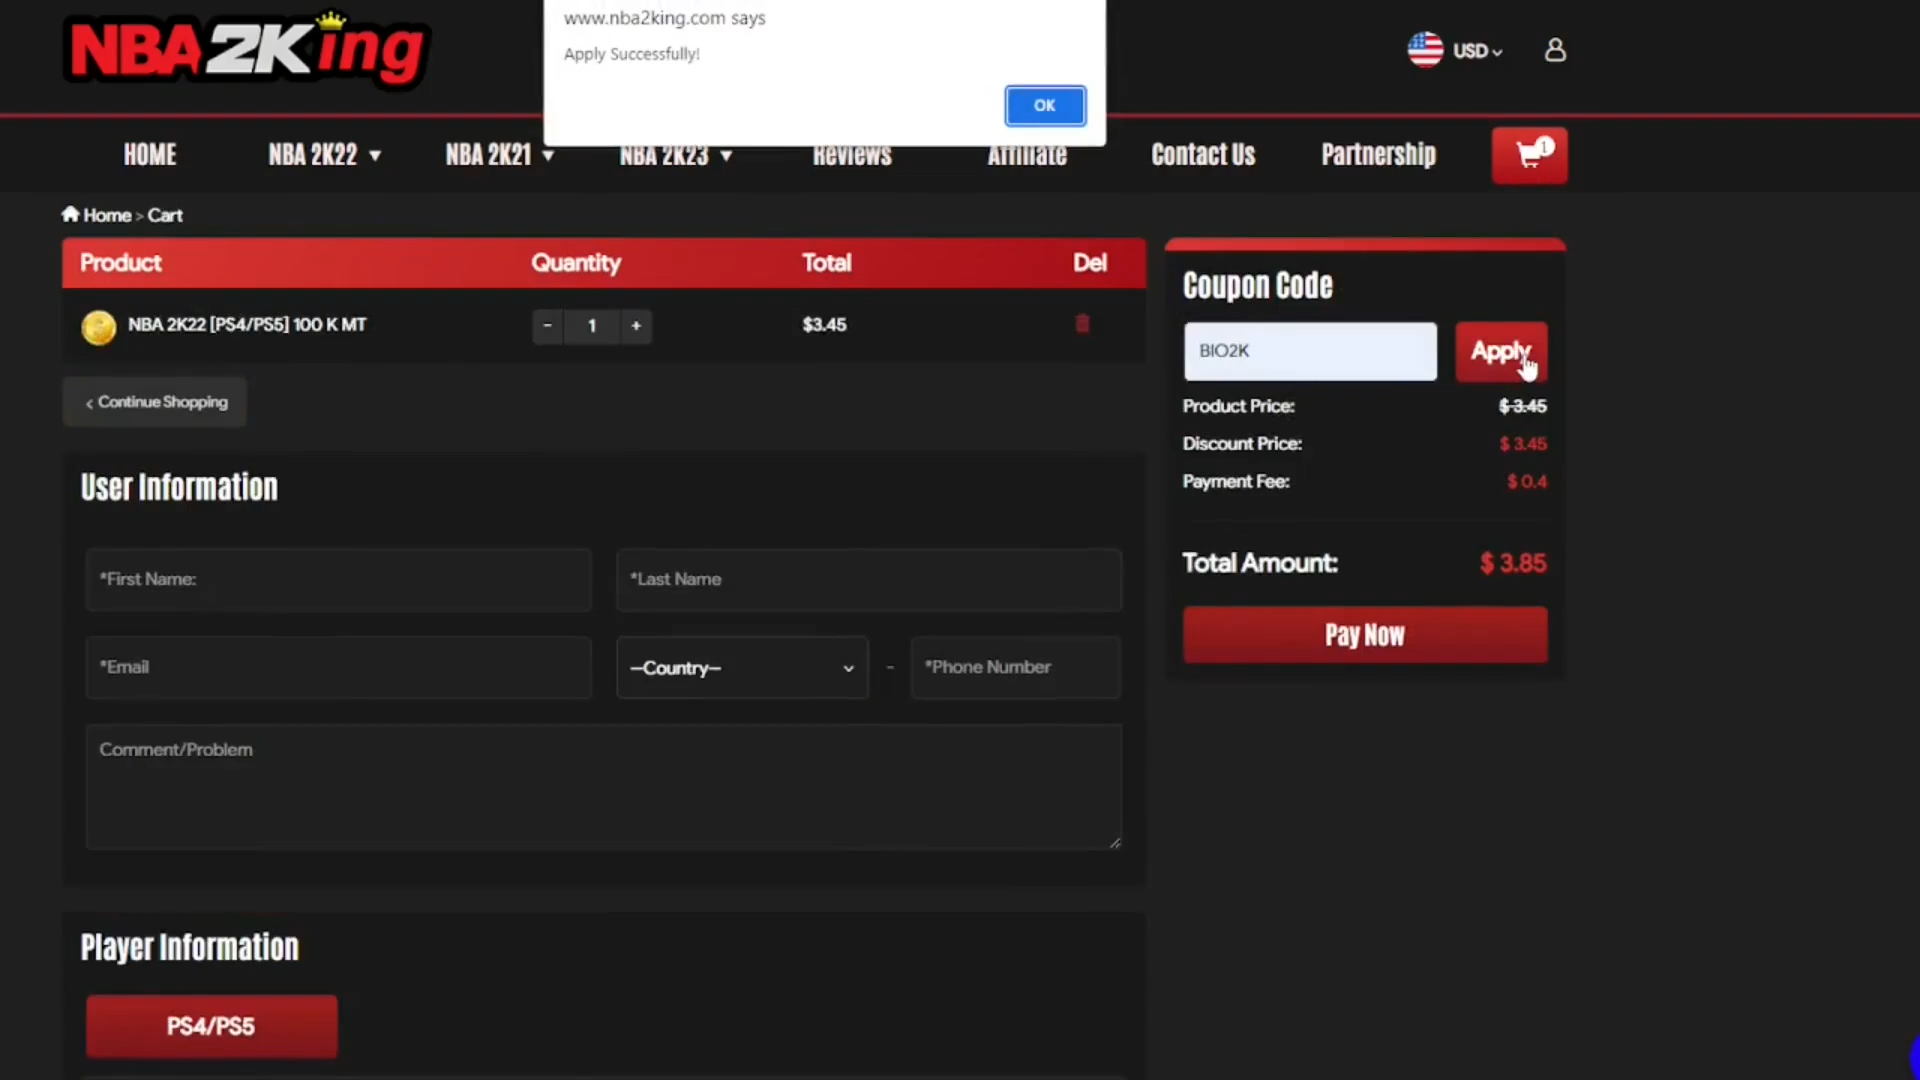 NBA2King
www.nba2king.com says
Apply Successfully!
OK
USD
HOME
NBA 2K22
NBA 2K21
NBA 2K23
Reviews
Affiliate
Contact Us
Partnership
1
Home > Cart
Product
Quantity
Total
Del
NBA 2K22 [PS4/PS5] 100 K MT
-
1
+
$3.45
< Continue Shopping
Coupon Code
BIO2K
Apply
Product Price:
$ 3.45
Discount Price:
$ 3.45
Payment Fee:
$ 0.4
Total Amount:
$ 3.85
Pay Now
User Information
*First Name:
*Last Name
*Email
--Country--
-
*Phone Number
Comment/Problem
Player Information
PS4/PS5